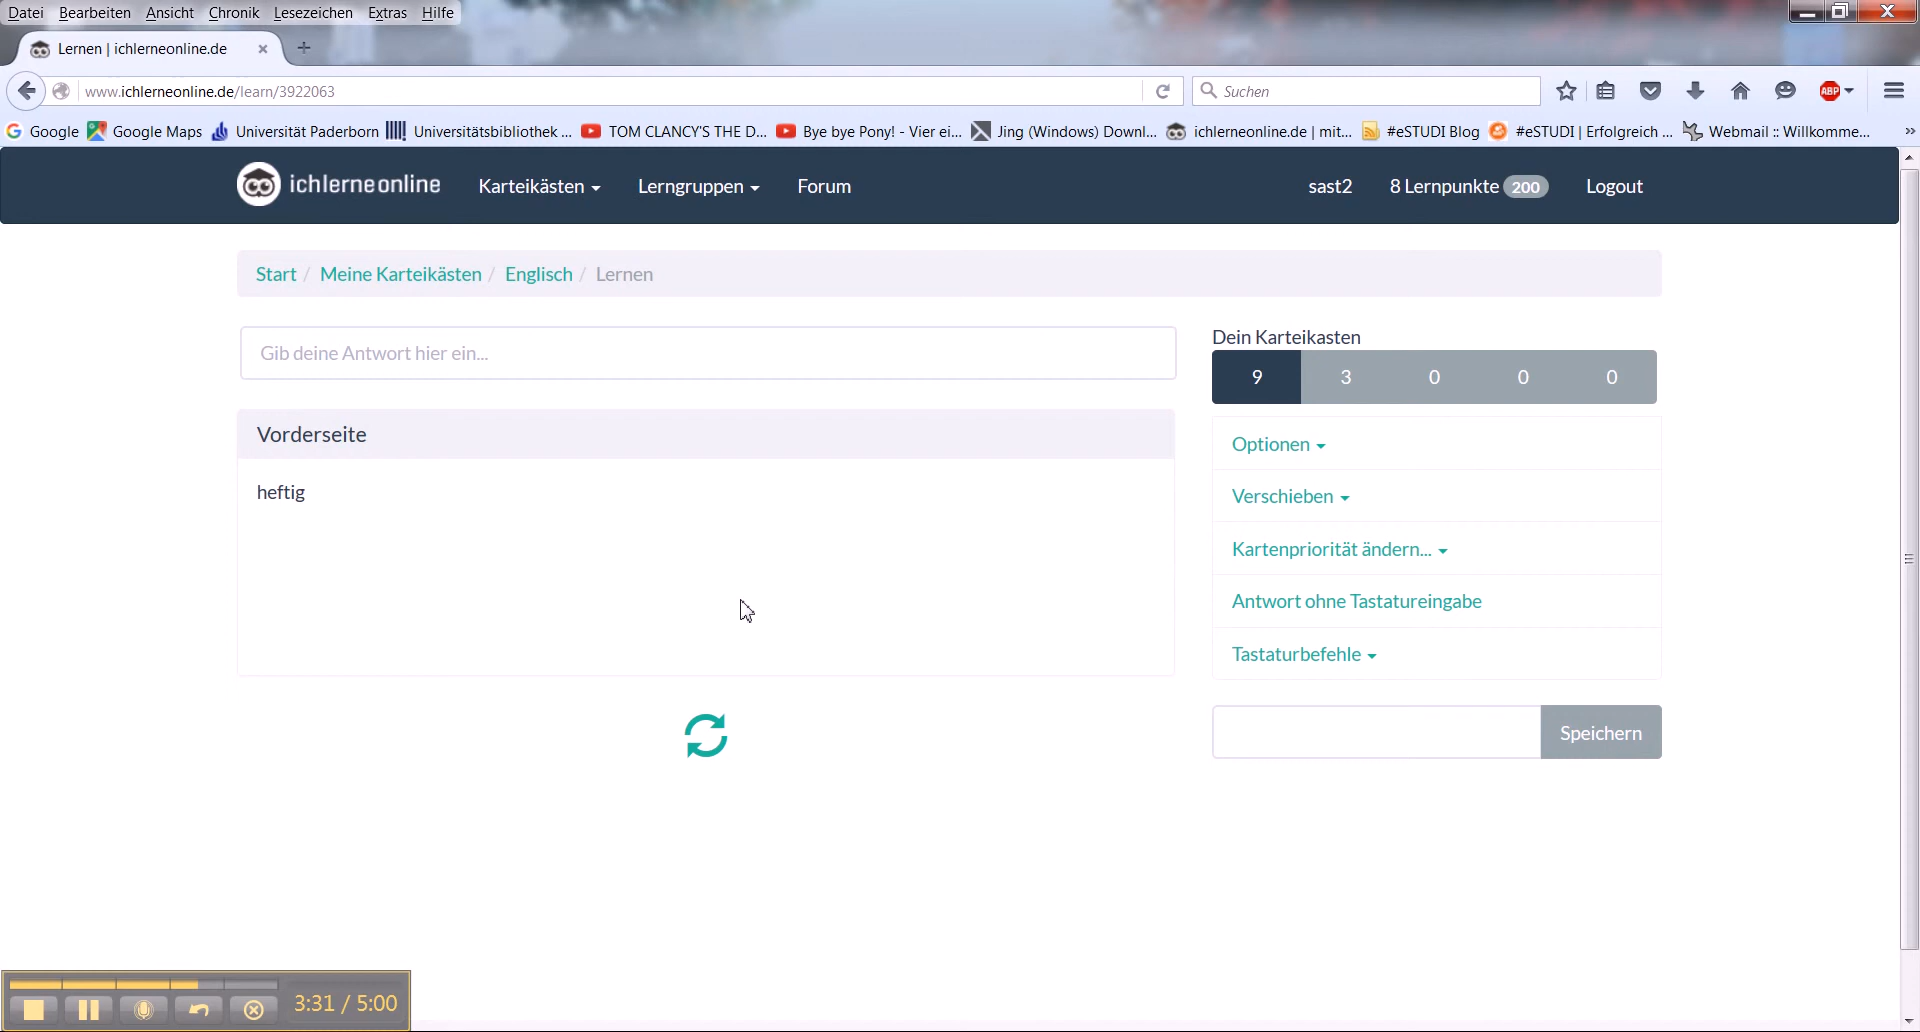 Datei Bearbeiten Ansicht Chronik Lesezeichen Extras Hilfe
Lernen | ichlerneonline.de
www.ichlerneonline.de/learn/3922063
Suchen
ABP
Google Google Maps Universität Paderborn Universitätsbibliothek ... TOM CLANCY'S THE D... Bye bye Pony! - Vier ei... Jing (Windows) Downl... ichlerneonline.de | mit... #eSTUDI Blog #eSTUDI | Erfolgreich ... Webmail :: Willkomme...
ichlerneonline Karteikästen Lerngruppen Forum sast2 8 Lernpunkte 200 Logout
Start / Meine Karteikästen / Englisch / Lernen
Gib deine Antwort hier ein...
Vorderseite
heftig
Dein Karteikasten
9 3 0 0 0
Optionen
Verschieben
Kartenpriorität ändern...
Antwort ohne Tastatureingabe
Tastaturbefehle
Speichern
3:31 / 5:00